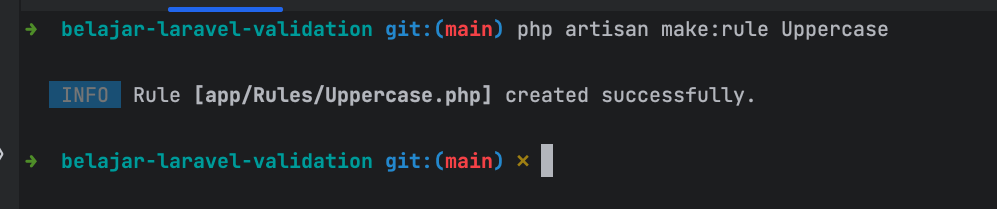 ➜ belajar-laravel-validation git:(main) php artisan make:rule Uppercase
INFO Rule [app/Rules/Uppercase.php] created successfully.
➜ belajar-laravel-validation git:(main) ✗